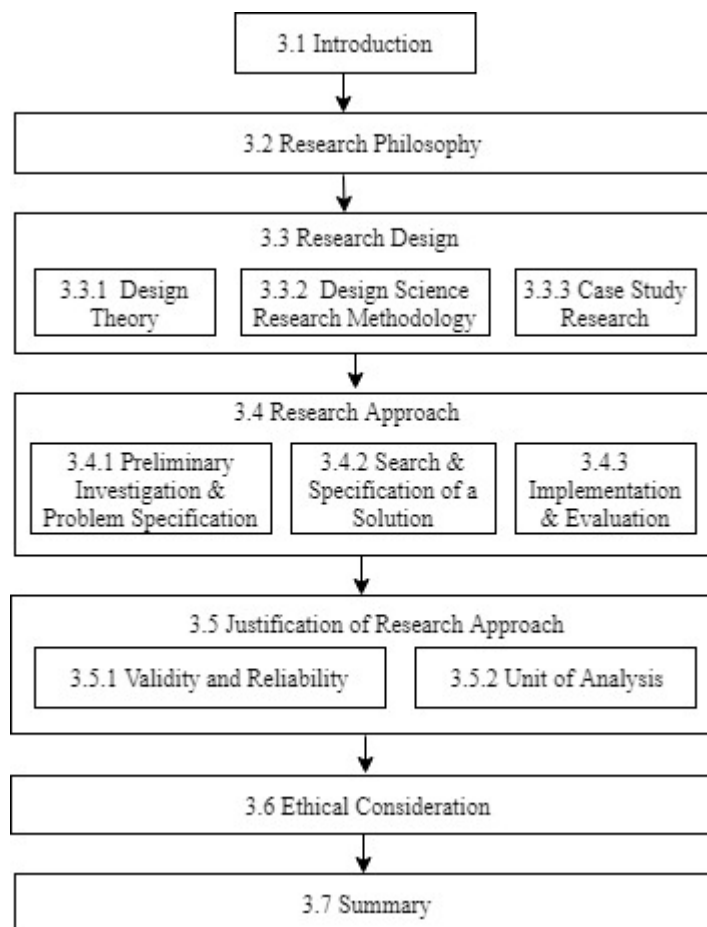 3.1 Introduction
3.2 Research Philosophy
3.3 Research Design
3.3.1 Design
Theory
3.3.2 Design Science
Research Methodology
3.3.3 Case Study
Research
3.4 Research Approach
3.4.1 Preliminary
Investigation &
Problem Specification
3.4.2 Search &
Specification of a
Solution
3.4.3
Implementation
& Evaluation
3.5 Justification of Research Approach
3.5.1 Validity and Reliability
3.5.2 Unit of Analysis
3.6 Ethical Consideration
3.7 Summary